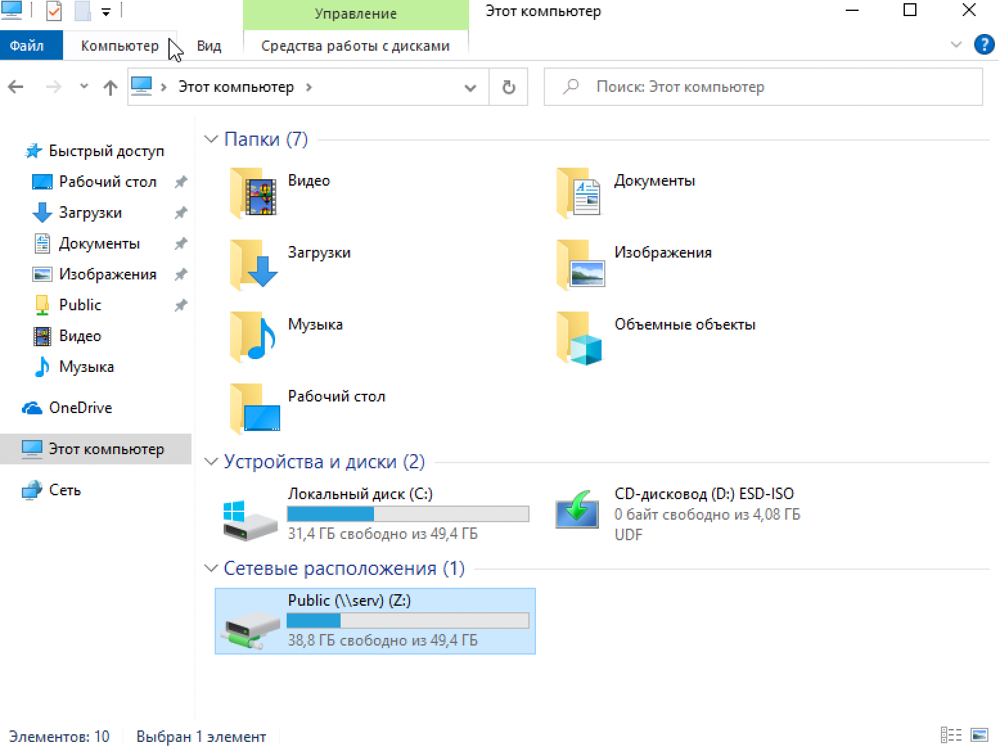 Управление
Этот компьютер
Файл
Компьютер
Вид
Средства работы с дисками
?
Этот компьютер
Поиск: Этот компьютер
Быстрый доступ
Рабочий стол
Загрузки
Документы
Изображения
Public
Видео
Музыка
OneDrive
Этот компьютер
Сеть
Папки (7)
Видео
Документы
Загрузки
Изображения
Музыка
Объемные объекты
Рабочий стол
Устройства и диски (2)
Локальный диск (C:)
31,4 ГБ свободно из 49,4 ГБ
CD-дисковод (D:) ESD-ISO
0 байт свободно из 4,08 ГБ
UDF
Сетевые расположения (1)
Public (\\serv) (Z:)
38,8 ГБ свободно из 49,4 ГБ
Элементов: 10
Выбран 1 элемент